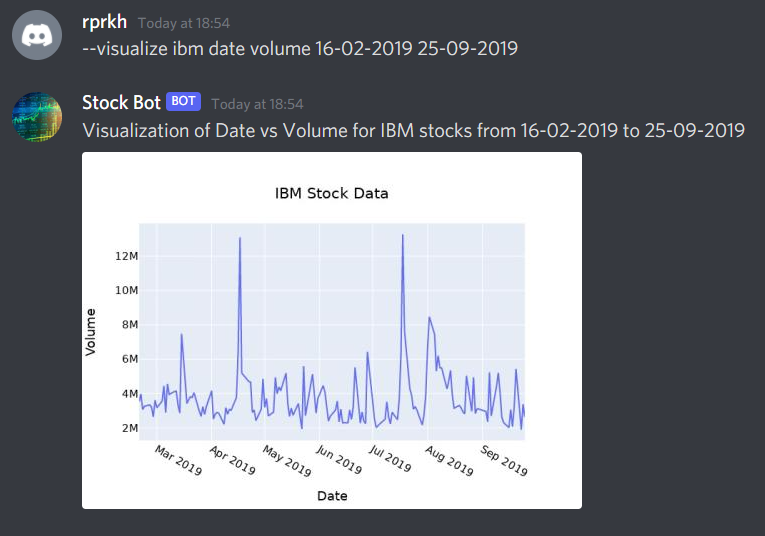 rprkh Today at 18:54
--visualize ibm date volume 16-02-2019 25-09-2019
Stock Bot BOT Today at 18:54
Visualization of Date vs Volume for IBM stocks from 16-02-2019 to 25-09-2019
IBM Stock Data
12M
10M
8M
6M
4M
2M
Volume
Mar 2019
Apr 2019
May 2019
Jun 2019
Jul 2019
Aug 2019
Sep 2019
Date